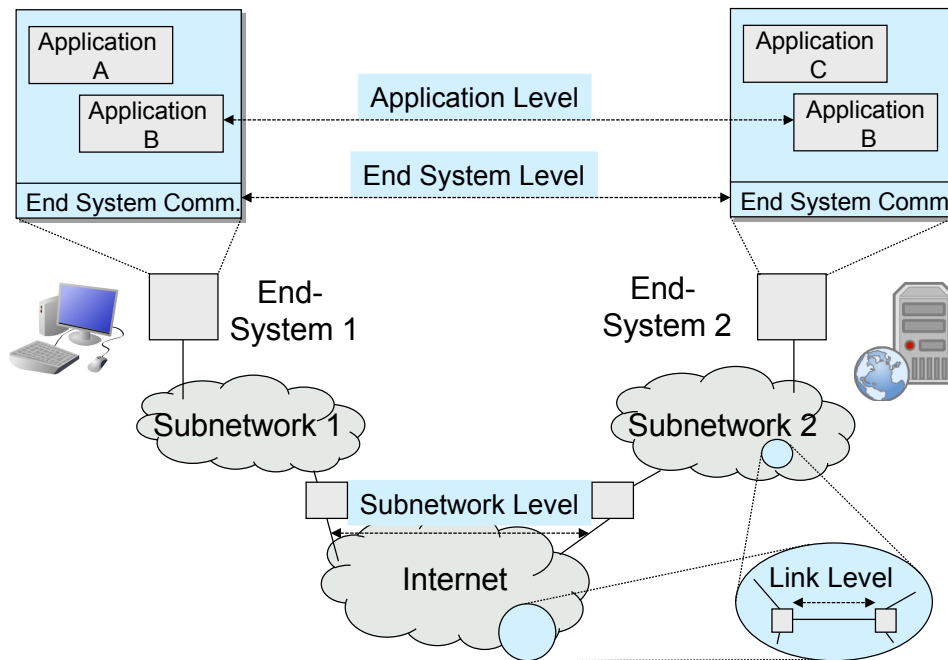 Application
A
Application
B
Application
C
Application
B
Application Level
End System Level
End System Comm.
End System Comm
End-
System 1
End-
System 2
Subnetwork 1
Subnetwork 2
Subnetwork Level
Internet
Link Level